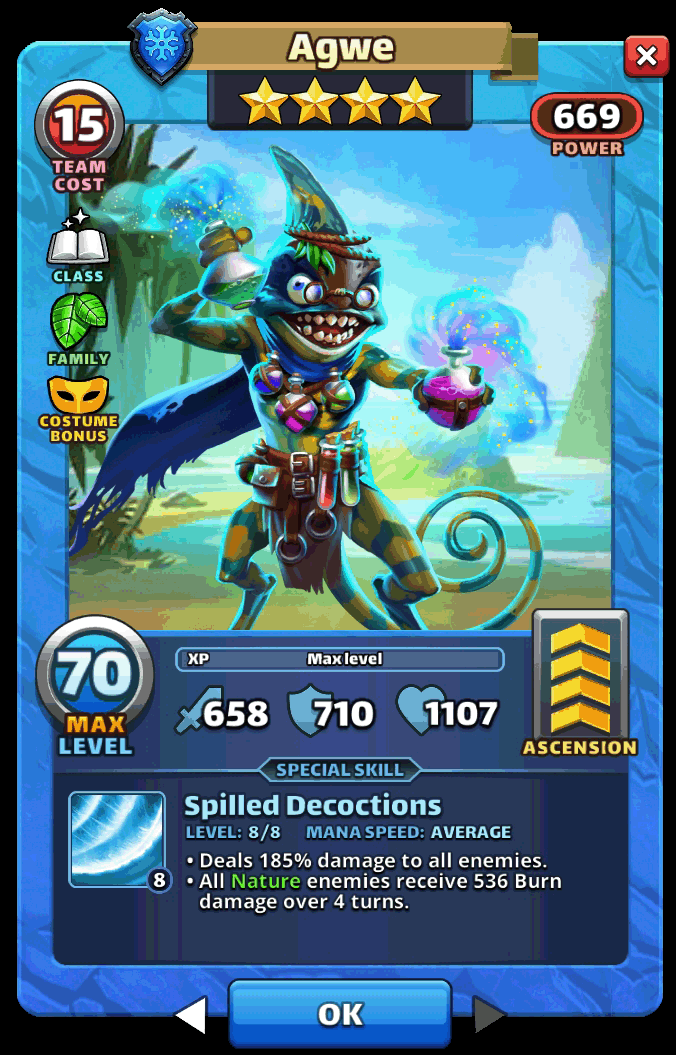 Agwe
15
TEAM
COST
669
POWER
CLASS
FAMILY
COSTUME
BONUS
70
MAX
LEVEL
XP
Max level
658
710
1107
ASCENSION
SPECIAL SKILL
Spilled Decoctions
LEVEL: 8/8 MANA SPEED: AVERAGE
8
• Deals 185% damage to all enemies.
• All Nature enemies receive 536 Burn
damage over 4 turns.
OK